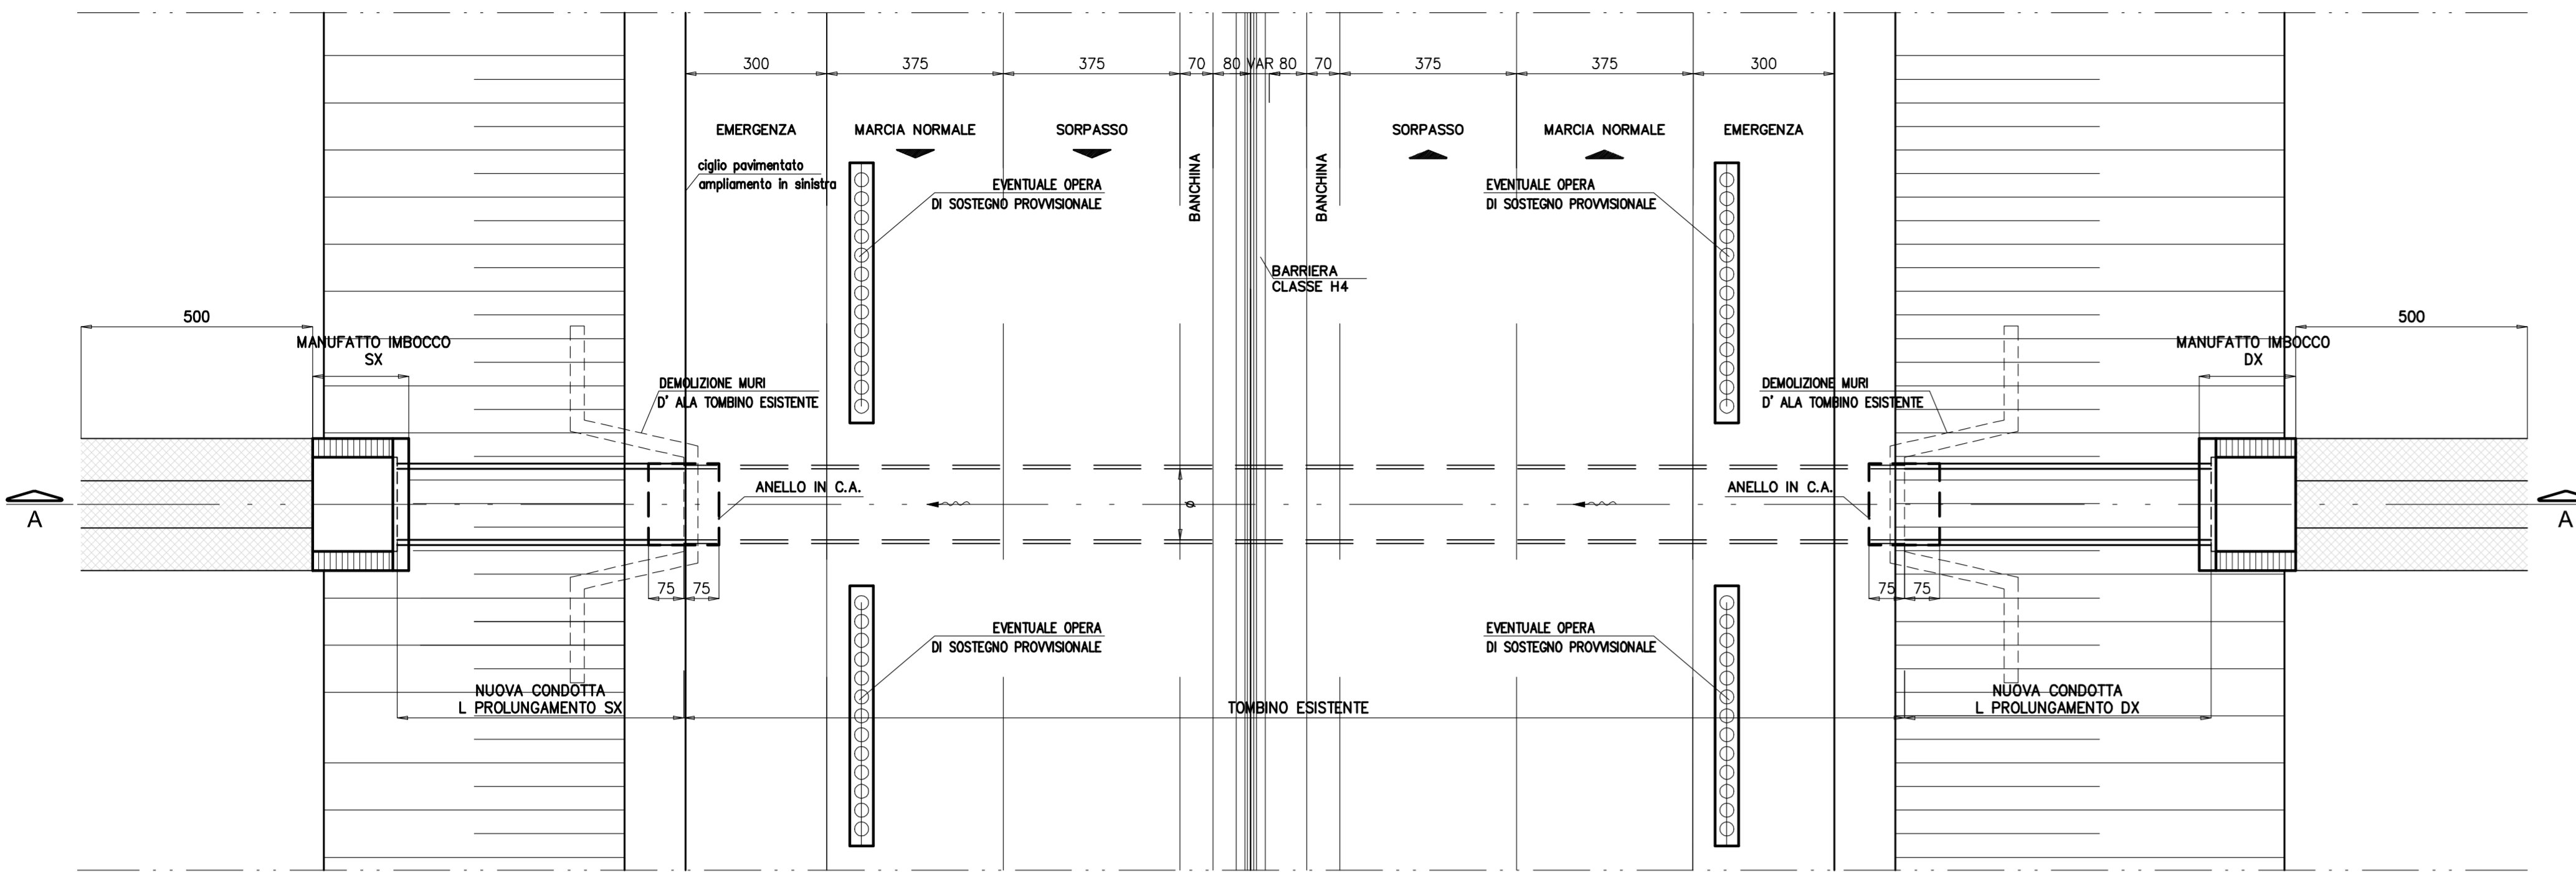 300 375 375 70 80 VAR 80 70 375 375 300
EMERGENZA MARCIA NORMALE SORPASSO SORPASSO MARCIA NORMALE EMERGENZA
ciglio pavimentato
ampliamento in sinistra
BANCHINA
BANCHINA
EVENTUALE OPERA
DI SOSTEGNO PROVVISIONALE
EVENTUALE OPERA
DI SOSTEGNO PROVVISIONALE
BARRIERA
CLASSE H4
500
500
MANUFATTO IMBOCCO
SX
MANUFATTO IMBOCCO
DX
DEMOLIZIONE MURI
D' ALA TOMBINO ESISTENTE
DEMOLIZIONE MURI
D' ALA TOMBINO ESISTENTE
ANELLO IN C.A.
ANELLO IN C.A.
A
A
ø
75 75
75 75
EVENTUALE OPERA
DI SOSTEGNO PROVVISIONALE
EVENTUALE OPERA
DI SOSTEGNO PROVVISIONALE
NUOVA CONDOTTA
L PROLUNGAMENTO SX
TOMBINO ESISTENTE
NUOVA CONDOTTA
L PROLUNGAMENTO DX